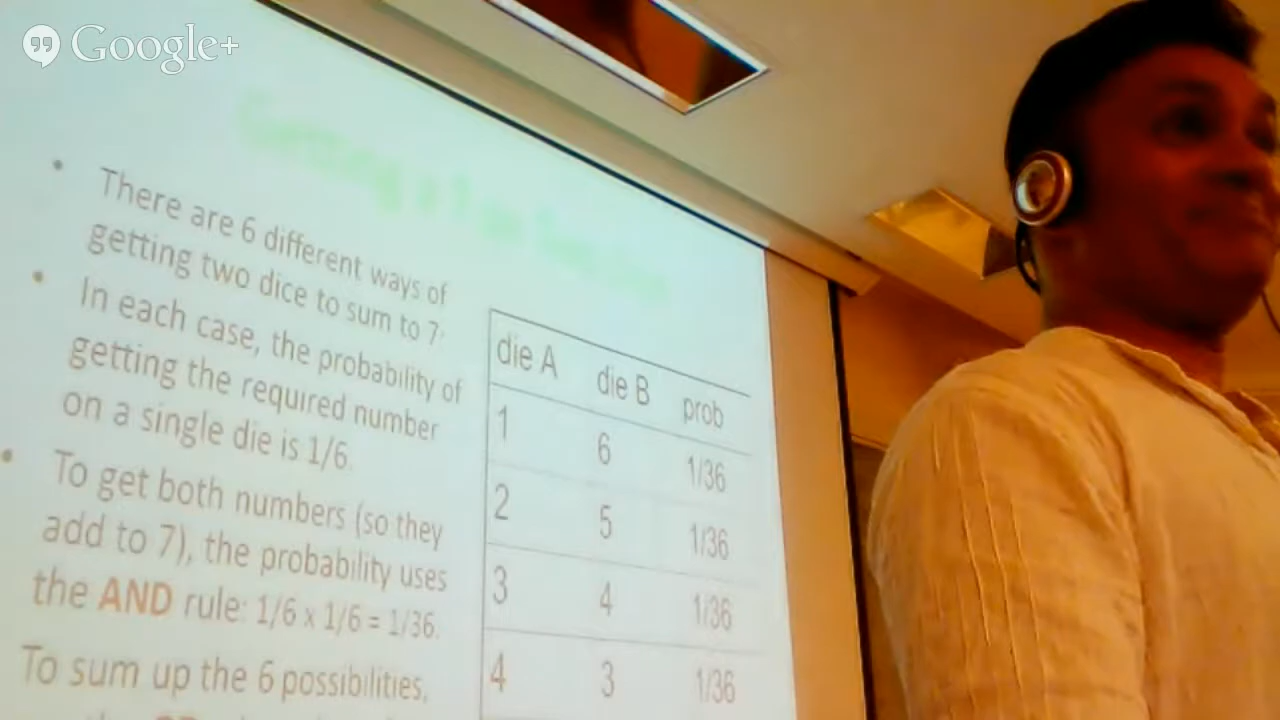 Google+
Getting a 7
• There are 6 different ways of
getting two dice to sum to 7.
• In each case, the probability of
getting the required number
on a single die is 1/6.
• To get both numbers (so they
add to 7), the probability uses
the AND rule: 1/6 x 1/6 = 1/36.
To sum up the 6 possibilities,
die A die B prob
1 6 1/36
2 5 1/36
3 4 1/36
4 3 1/36